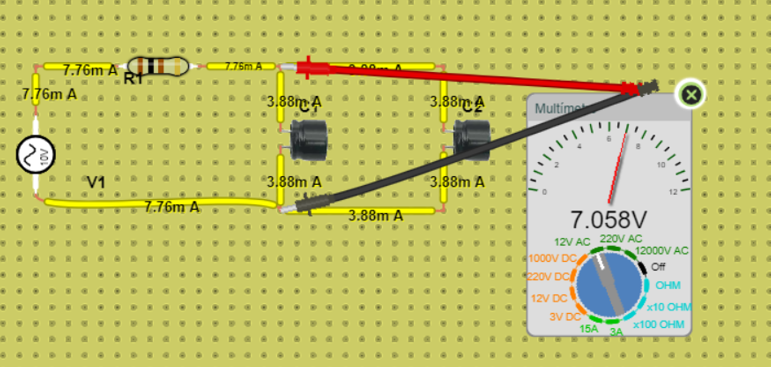 7.76m A
7.76m A
3.88m A
R1
7.76m A
3.88m A
C1
3.88m A
C2
10V
V1
3.88m A
3.88m A
7.76m A
3.88m A
Multime
0
2
4
6
8
10
12
7.058V
12V AC
220V AC
12000V AC
1000V DC
Off
220V DC
OHM
12V DC
x10 OHM
3V DC
x100 OHM
15A
3A